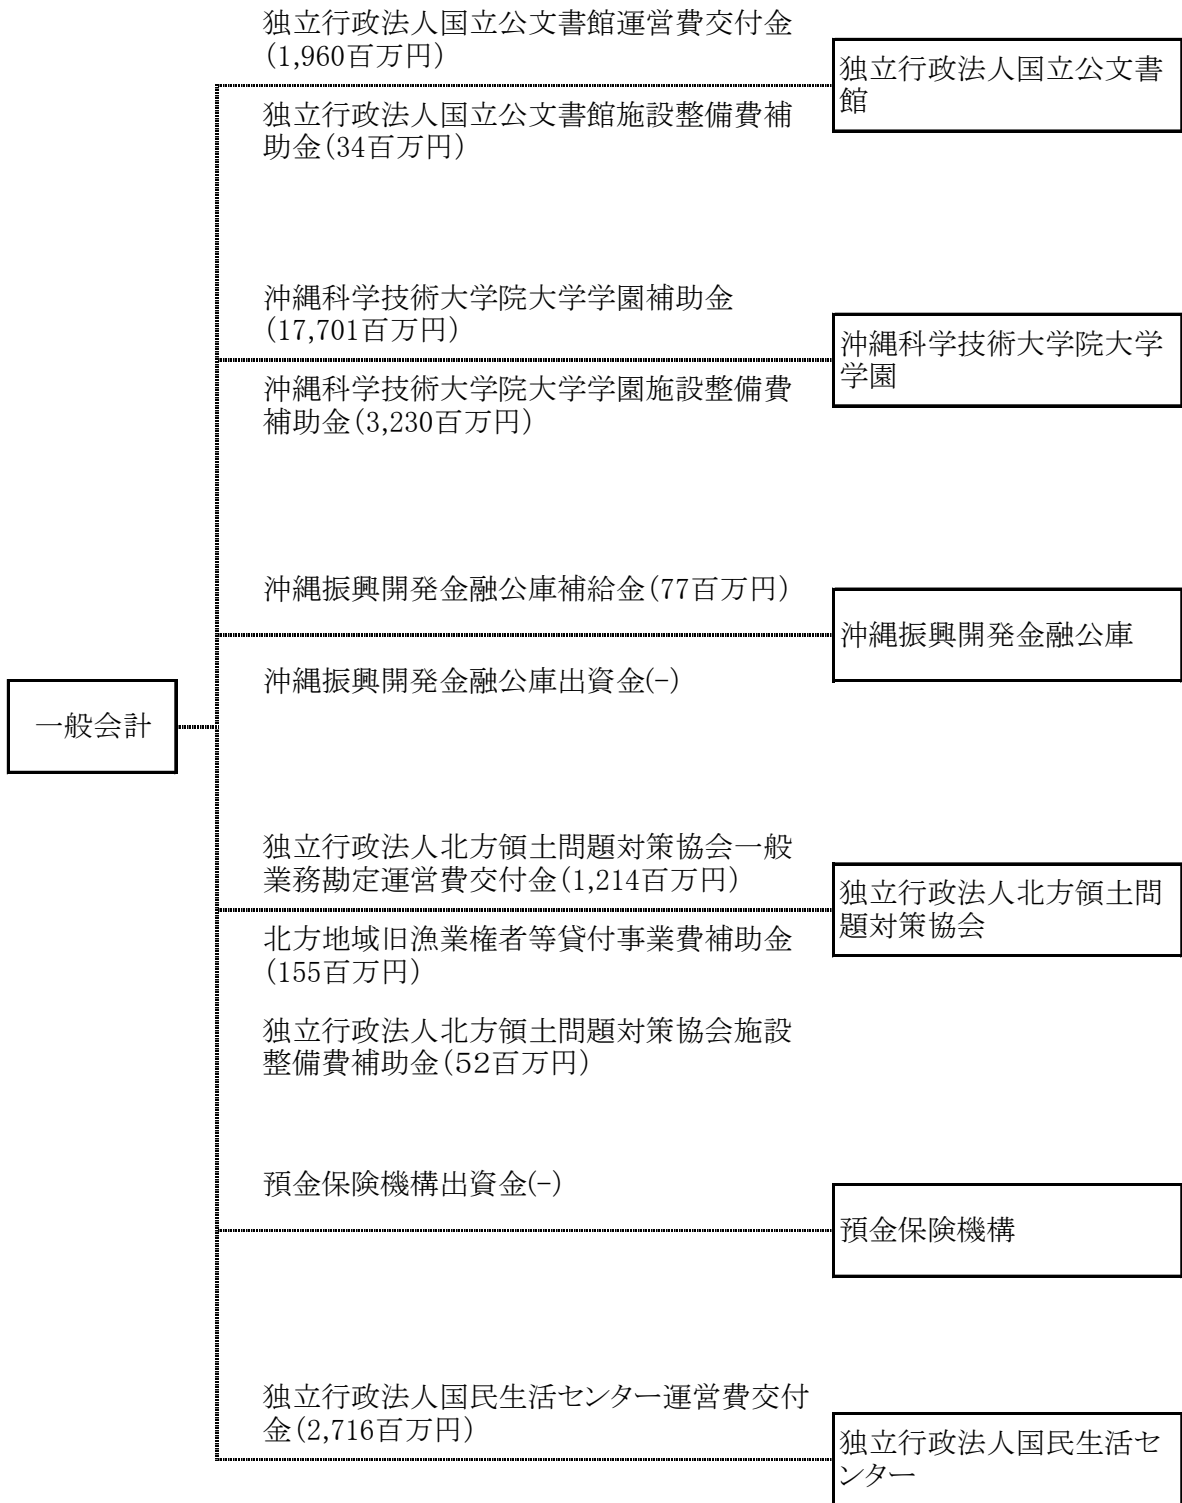 独立行政法人国立公文書館運営費交付金
(1,960百万円)
独立行政法人国立公文書
館
独立行政法人国立公文書館施設整備費補
助金(34百万円)
沖縄科学技術大学院大学学園補助金
(17,701百万円)
沖縄科学技術大学院大学
学園
沖縄科学技術大学院大学学園施設整備費
補助金(3,230百万円)
沖縄振興開発金融公庫補給金(77百万円)
沖縄振興開発金融公庫
沖縄振興開発金融公庫出資金(-)
一般会計
独立行政法人北方領土問題対策協会一般
業務勘定運営費交付金(1,214百万円)
独立行政法人北方領土問
題対策協会
北方地域旧漁業権者等貸付事業費補助金
(155百万円)
独立行政法人北方領土問題対策協会施設
整備費補助金(52百万円)
預金保険機構出資金(-)
預金保険機構
独立行政法人国民生活センター運営費交付
金(2,716百万円)
独立行政法人国民生活セ
ンター